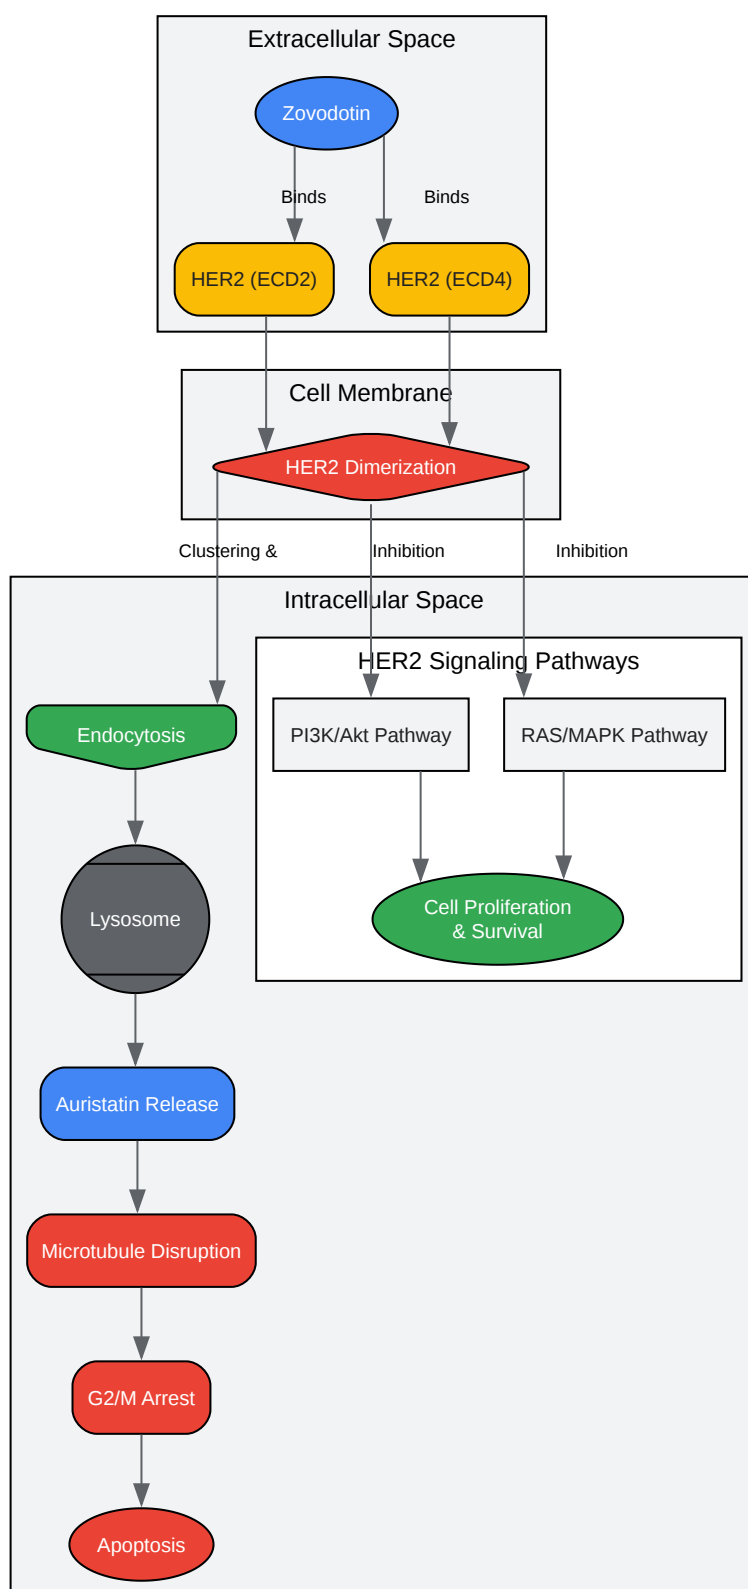 Extracellular Space
Zovodotin
Binds
Binds
HER2 (ECD2)
HER2 (ECD4)
Cell Membrane
HER2 Dimerization
Clustering &
Inhibition
Inhibition
Intracellular Space
HER2 Signaling Pathways
Endocytosis
PI3K/Akt Pathway
RAS/MAPK Pathway
Lysosome
Cell Proliferation
& Survival
Auristatin Release
Microtubule Disruption
G2/M Arrest
Apoptosis